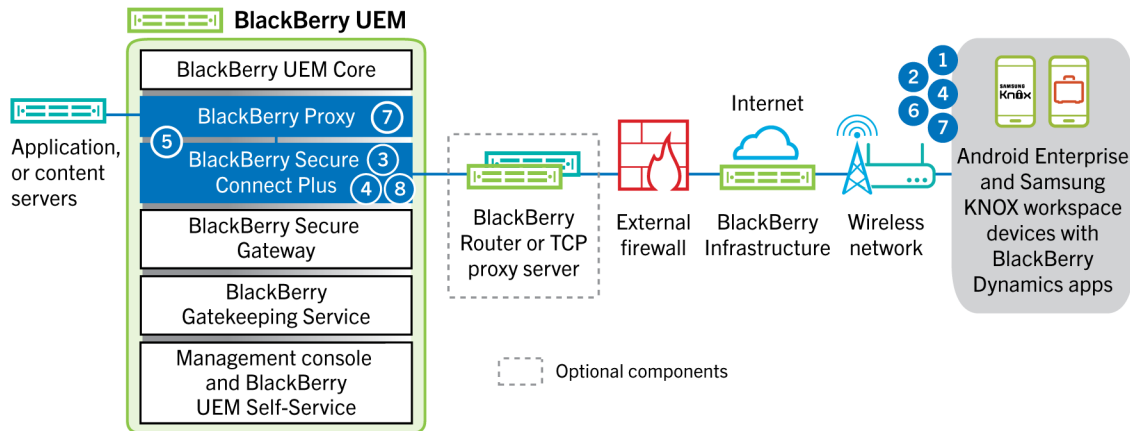 BlackBerry UEM
BlackBerry UEM Core
BlackBerry Proxy
7
5
BlackBerry Secure
Connect Plus
3
4
8
BlackBerry Secure
Gateway
BlackBerry
Gatekeeping Service
Management console
and BlackBerry
UEM Self-Service
Application,
or content
servers
BlackBerry
Router or TCP
proxy server
External
firewall
Internet
BlackBerry
Infrastructure
Wireless
network
1
2
4
6
7
SAMSUNG
Knox
Android Enterprise
and Samsung
KNOX workspace
devices with
BlackBerry
Dynamics apps
Optional components